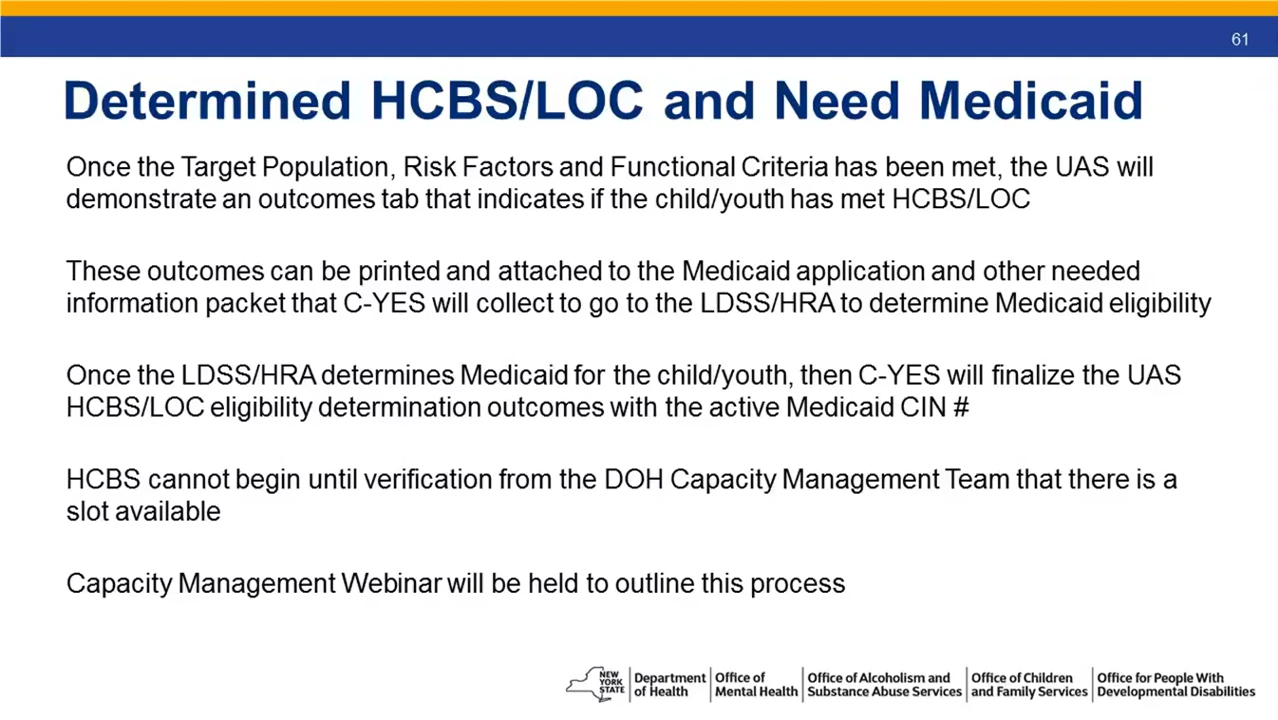 61
Determined HCBS/LOC and Need Medicaid
Once the Target Population, Risk Factors and Functional Criteria has been met, the UAS will
demonstrate an outcomes tab that indicates if the child/youth has met HCBS/LOC
These outcomes can be printed and attached to the Medicaid application and other needed
information packet that C-YES will collect to go to the LDSS/HRA to determine Medicaid eligibility
Once the LDSS/HRA determines Medicaid for the child/youth, then C-YES will finalize the UAS
HCBS/LOC eligibility determination outcomes with the active Medicaid CIN #
HCBS cannot begin until verification from the DOH Capacity Management Team that there is a
slot available
Capacity Management Webinar will be held to outline this process
NEW
YORK
STATE
Department
of Health
Office of
Mental Health
Office of Alcoholism and
Substance Abuse Services
Office of Children
and Family Services
Office for People With
Developmental Disabilities